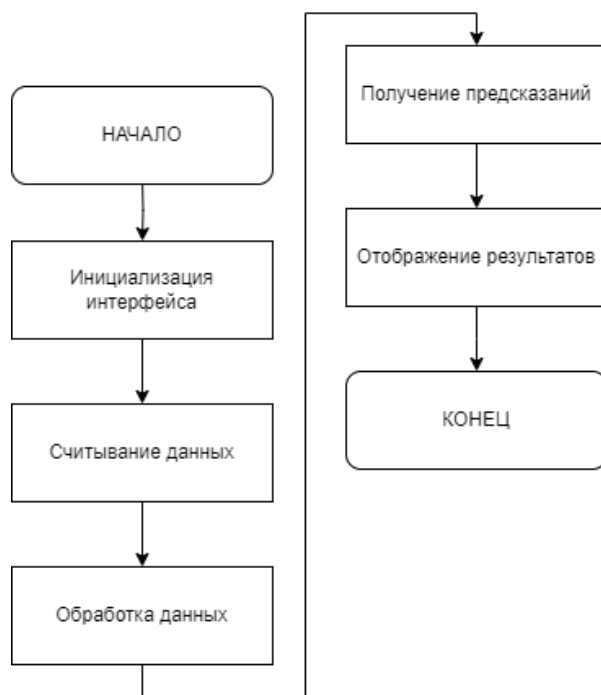 НАЧАЛО
Инициализация
интерфейса
Считывание данных
Обработка данных
Получение предсказаний
Отображение результатов
КОНЕЦ